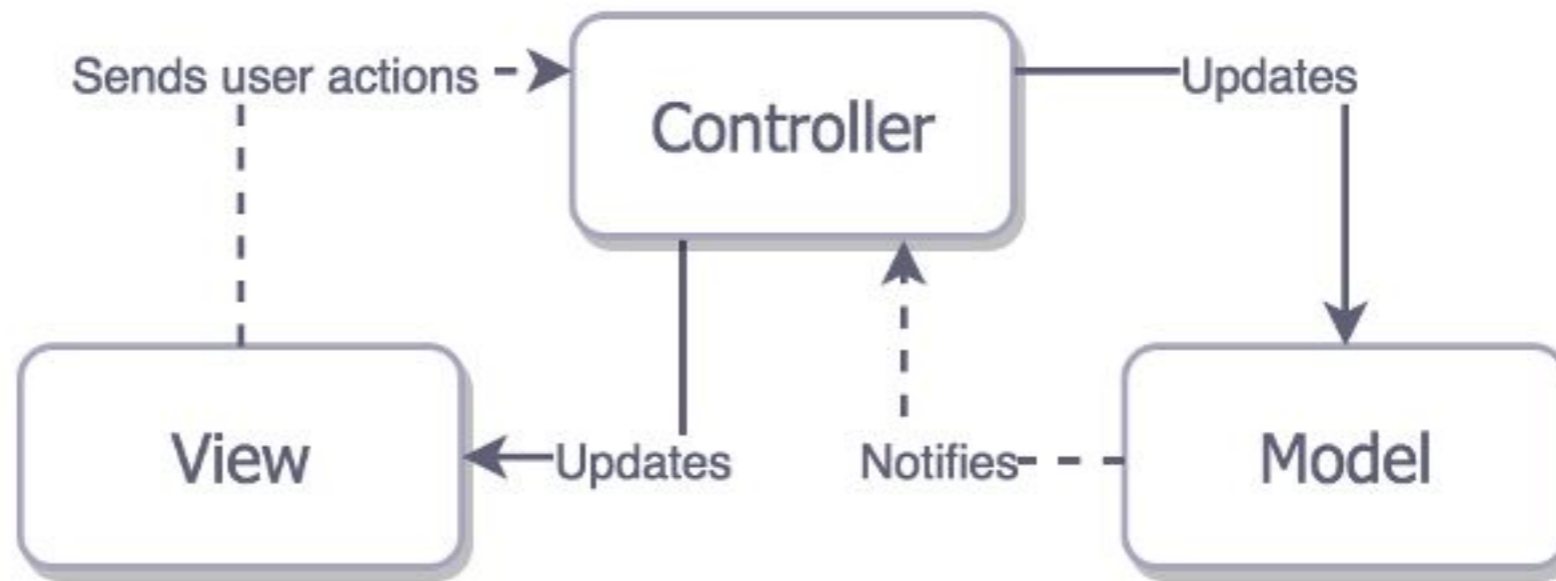 Sends user actions
Controller
Updates
View
Updates
Notifies
Model